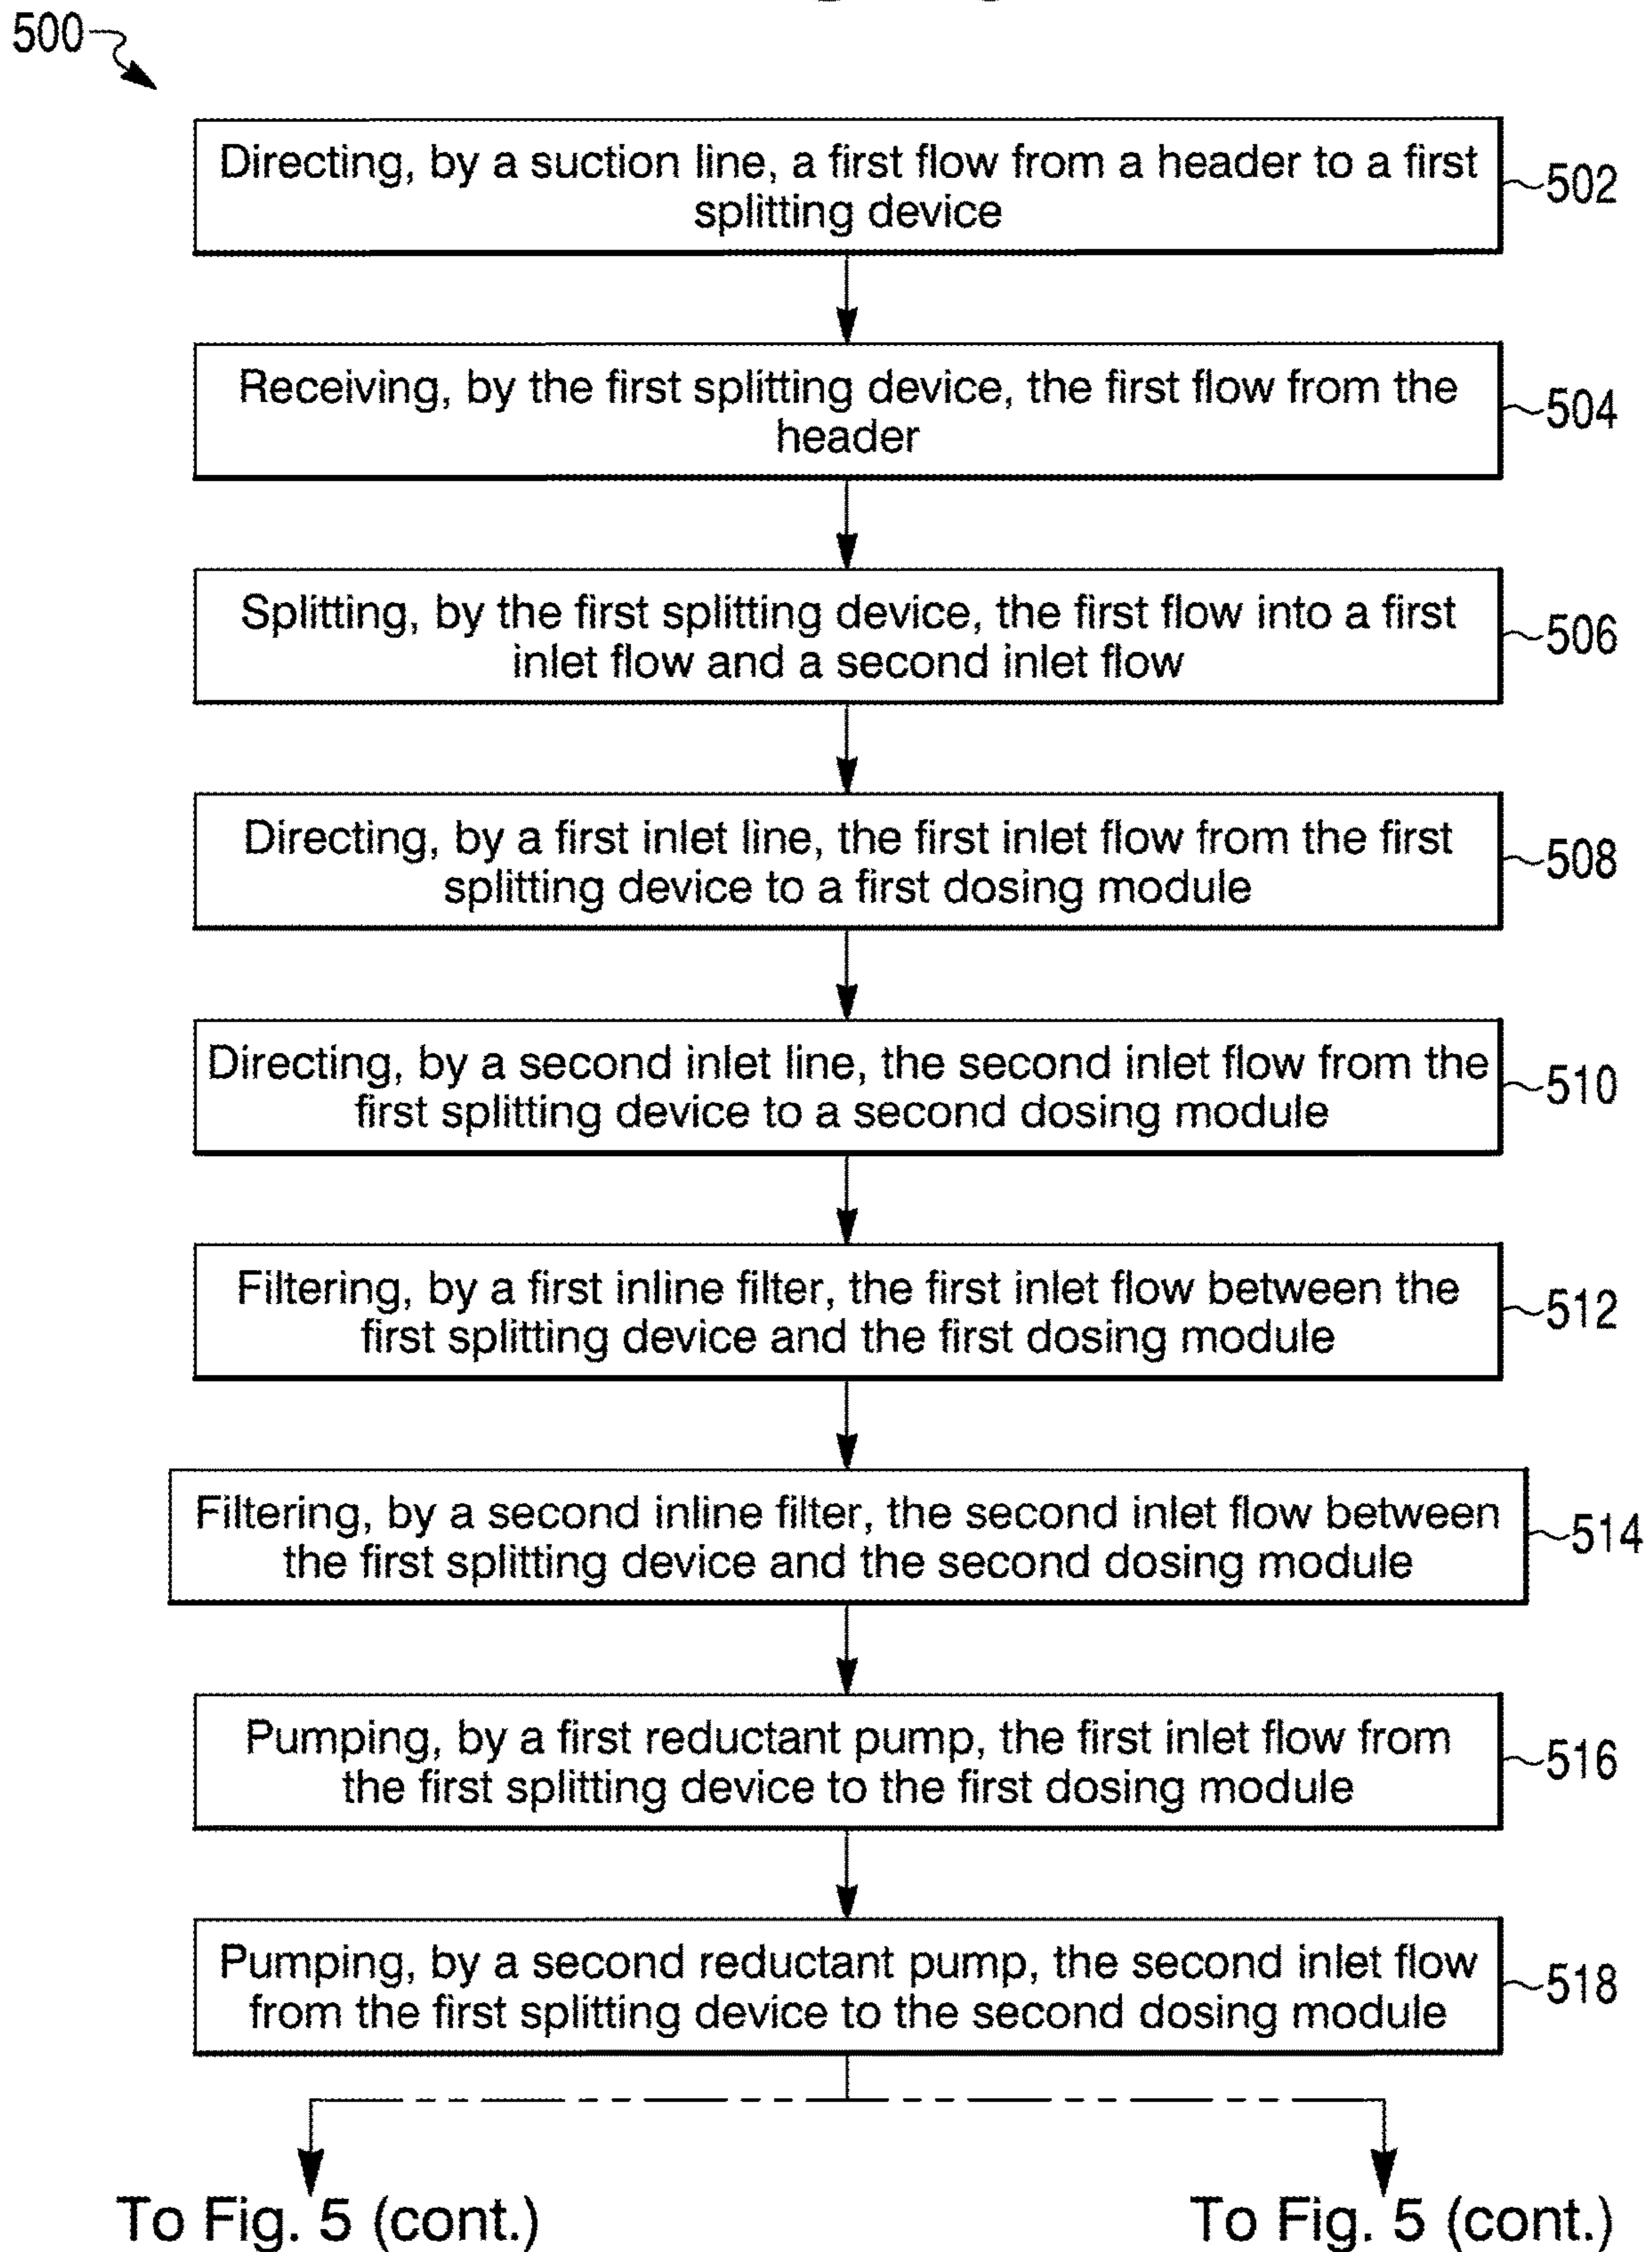 500
Directing, by a suction line, a first flow from a header to a first
splitting device
502
Receiving, by the first splitting device, the first flow from the
header
504
Splitting, by the first splitting device, the first flow into a first
inlet flow and a second inlet flow
506
Directing, by a first inlet line, the first inlet flow from the first
splitting device to a first dosing module
508
Directing, by a second inlet line, the second inlet flow from the
first splitting device to a second dosing module
510
Filtering, by a first inline filter, the first inlet flow between the
first splitting device and the first dosing module
512
Filtering, by a second inline filter, the second inlet flow between
the first splitting device and the second dosing module
514
Pumping, by a first reductant pump, the first inlet flow from
the first splitting device to the first dosing module
516
Pumping, by a second reductant pump, the second inlet flow
from the first splitting device to the second dosing module
518
To Fig. 5 (cont.)
To Fig. 5 (cont.)